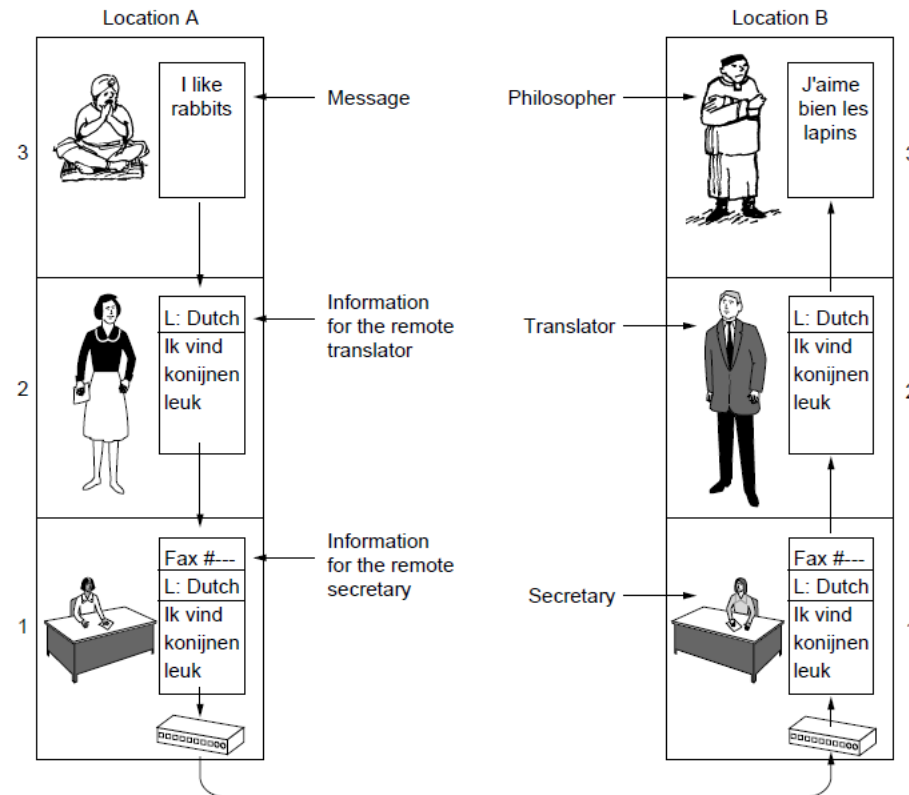 Location A
Location B
3
I like
rabbits
Message
Philosopher
J'aime
bien les
lapins
3
2
L: Dutch
Ik vind
konijnen
leuk
Information
for the remote
translator
Translator
L: Dutch
Ik vind
konijnen
leuk
2
1
Fax #---
L: Dutch
Ik vind
konijnen
leuk
Information
for the remote
secretary
Secretary
Fax #---
L: Dutch
Ik vind
konijnen
leuk